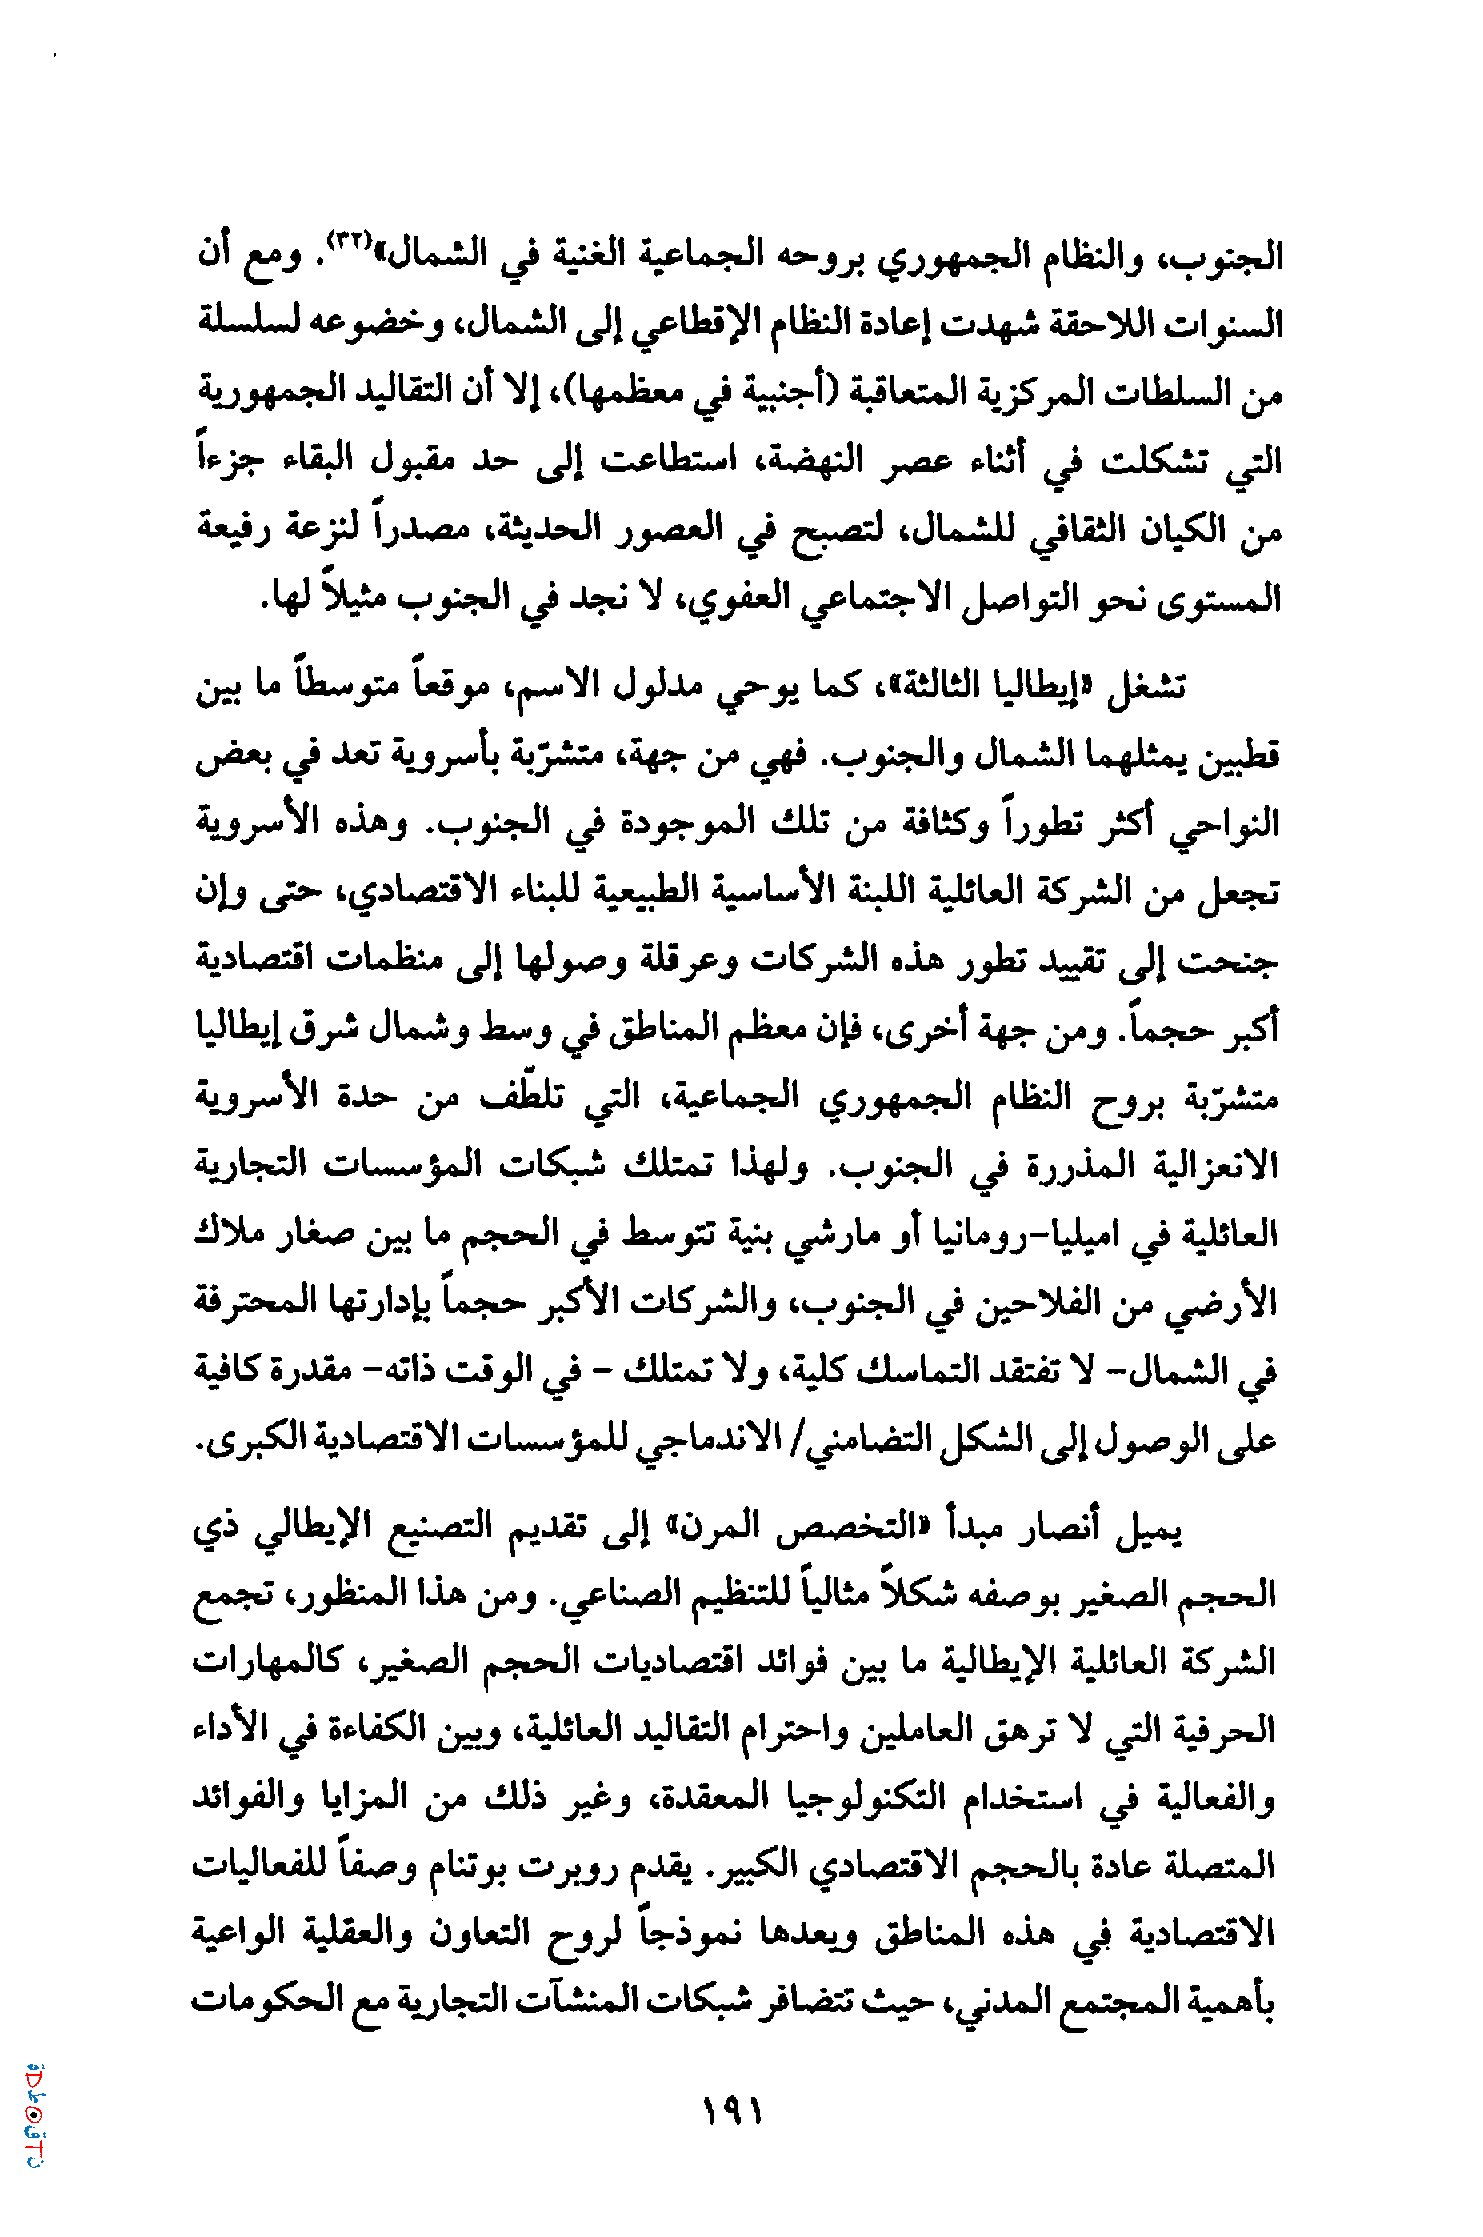 الجنوب، والنظام الجمهوري بروحه الجماعية الغنية في الشمال»(٣٢). ومع أن
السنوات اللاحقة شهدت إعادة النظام الإقطاعي إلى الشمال، وخضوعه لسلسلة
من السلطات المركزية المتعاقبة (أجنبية في معظمها)، إلا أن التقاليد الجمهورية
التي تشكلت في أثناء عصر النهضة، استطاعت إلى حد مقبول البقاء جزءاً
من الكيان الثقافي للشمال، لتصبح في العصور الحديثة، مصدراً لنزعة رفيعة
المستوى نحو التواصل الاجتماعي العفوي، لا نجد في الجنوب مثيلاً لها.
تشغل «إيطاليا الثالثة»، كما يوحي مدلول الاسم، موقعاً متوسطاً ما بين
قطبين يمثلهما الشمال والجنوب. فهي من جهة، متشرّبة بأسروية تعد في بعض
النواحي أكثر تطوراً وكثافة من تلك الموجودة في الجنوب. وهذه الأسروية
تجعل من الشركة العائلية اللبنة الأساسية الطبيعية للبناء الاقتصادي، حتى وإن
جنحت إلى تقييد تطور هذه الشركات وعرقلة وصولها إلى منظمات اقتصادية
أكبر حجماً. ومن جهة أخرى، فإن معظم المناطق في وسط وشمال شرق إيطاليا
متشرّبة بروح النظام الجمهوري الجماعية، التي تلطّف من حدة الأسروية
الانعزالية المذررة في الجنوب. ولهذا تمتلك شبكات المؤسسات التجارية
العائلية في اميليا-رومانيا أو مارشي بنية تتوسط في الحجم ما بين صغار ملاك
الأرضي من الفلاحين في الجنوب، والشركات الأكبر حجماً بإدارتها المحترفة
في الشمال- لا تفتقد التماسك كلية، ولا تمتلك - في الوقت ذاته- مقدرة كافية
على الوصول إلى الشكل التضامني/ الاندماجي للمؤسسات الاقتصادية الكبرى.
يميل أنصار مبدأ «التخصص المرن» إلى تقديم التصنيع الإيطالي ذي
الحجم الصغير بوصفه شكلاً مثالياً للتنظيم الصناعي. ومن هذا المنظور، تجمع
الشركة العائلية الإيطالية ما بين فوائد اقتصاديات الحجم الصغير، كالمهارات
الحرفية التي لا ترهق العاملين واحترام التقاليد العائلية، وبين الكفاءة في الأداء
والفعالية في استخدام التكنولوجيا المعقدة، وغير ذلك من المزايا والفوائد
المتصلة عادة بالحجم الاقتصادي الكبير. يقدم روبرت بوتنام وصفاً للفعاليات
الاقتصادية في هذه المناطق ويعدها نموذجاً لروح التعاون والعقلية الواعية
بأهمية المجتمع المدني، حيث تتضافر شبكات المنشآت التجارية مع الحكومات
١٩١